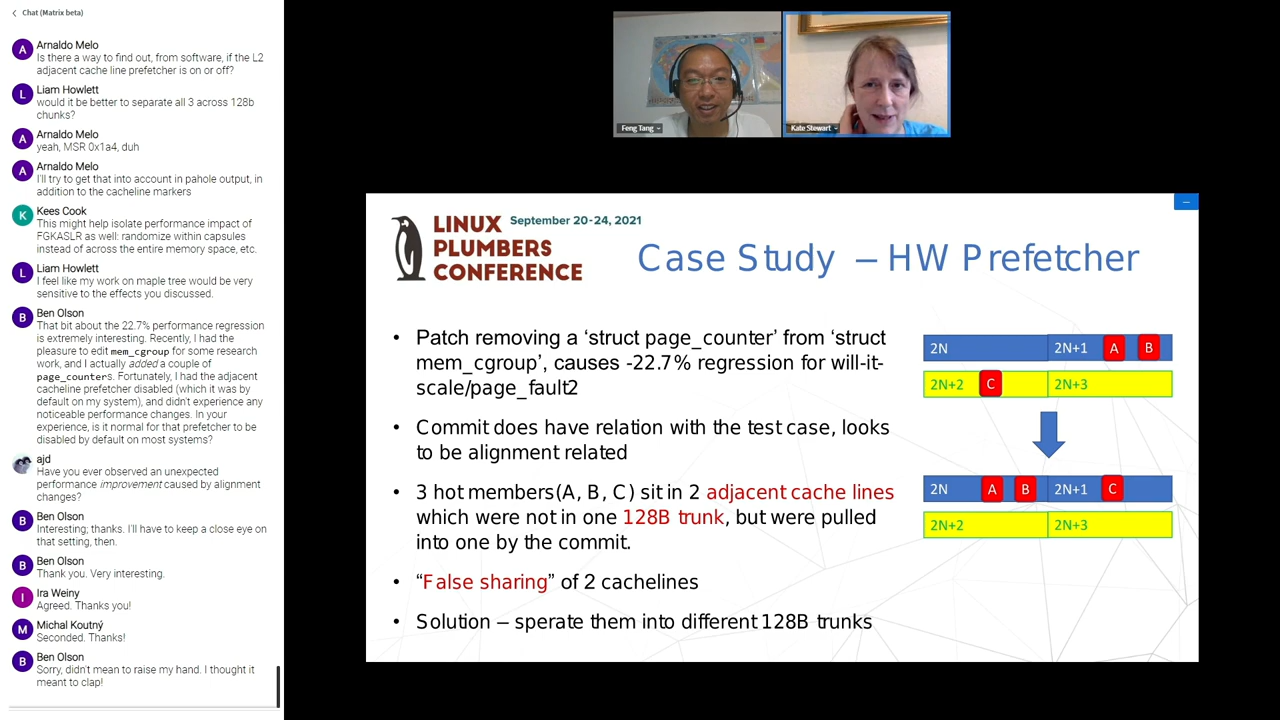 Chat (Matrix beta)
A
Arnaldo Melo
Is there a way to find out, from software, if the L2
adjacent cache line prefetcher is on or off?
L
Liam Howlett
would it be better to separate all 3 across 128b
chunks?
A
Arnaldo Melo
yeah, MSR 0x1a4, duh
A
Arnaldo Melo
I'll try to get that into account in pahole output, in
addition to the cacheline markers
K
Kees Cook
This might help isolate performance impact of
FGKASLR as well: randomize within capsules
instead of across the entire memory space, etc.
L
Liam Howlett
I feel like my work on maple tree would be very
sensitive to the effects you discussed.
B
Ben Olson
That bit about the 22.7% performance regression
is extremely interesting. Recently, I had the
pleasure to edit mem_cgroup for some research
work, and I actually added a couple of
page_counters. Fortunately, I had the adjacent
cacheline prefetcher disabled (which it was by
default on my system), and didn't experience any
noticeable performance changes. In your
experience, is it normal for that prefetcher to be
disabled by default on most systems?
ajd
Have you ever observed an unexpected
performance improvement caused by alignment
changes?
B
Ben Olson
Interesting; thanks. I'll have to keep a close eye on
that setting, then.
B
Ben Olson
Thank you. Very interesting.
I
Ira Weiny
Agreed. Thanks you!
M
Michal Koutný
Seconded. Thanks!
B
Ben Olson
Sorry, didn't mean to raise my hand. I thought it
meant to clap!
Feng Tang
Kate Stewart
LINUX
PLUMBERS
CONFERENCE
September 20-24, 2021
Case Study – HW Prefetcher
• Patch removing a ‘struct page_counter’ from ‘struct
mem_cgroup’, causes -22.7% regression for will-it-
scale/page_fault2
• Commit does have relation with the test case, looks
to be alignment related
• 3 hot members(A, B, C) sit in 2 adjacent cache lines
which were not in one 128B trunk, but were pulled
into one by the commit.
• “False sharing” of 2 cachelines
• Solution – sperate them into different 128B trunks
2N 2N+1 A B
2N+2 C 2N+3
2N A B 2N+1 C
2N+2 2N+3